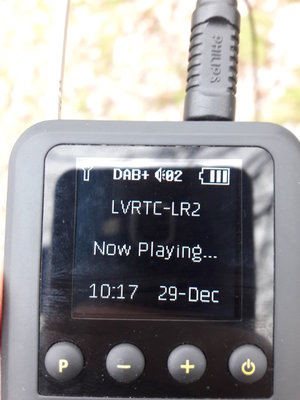 PHILIPS
DAB+ 02
LVRTC-LR2
Now Playing...
10:17 29-Dec
P - +